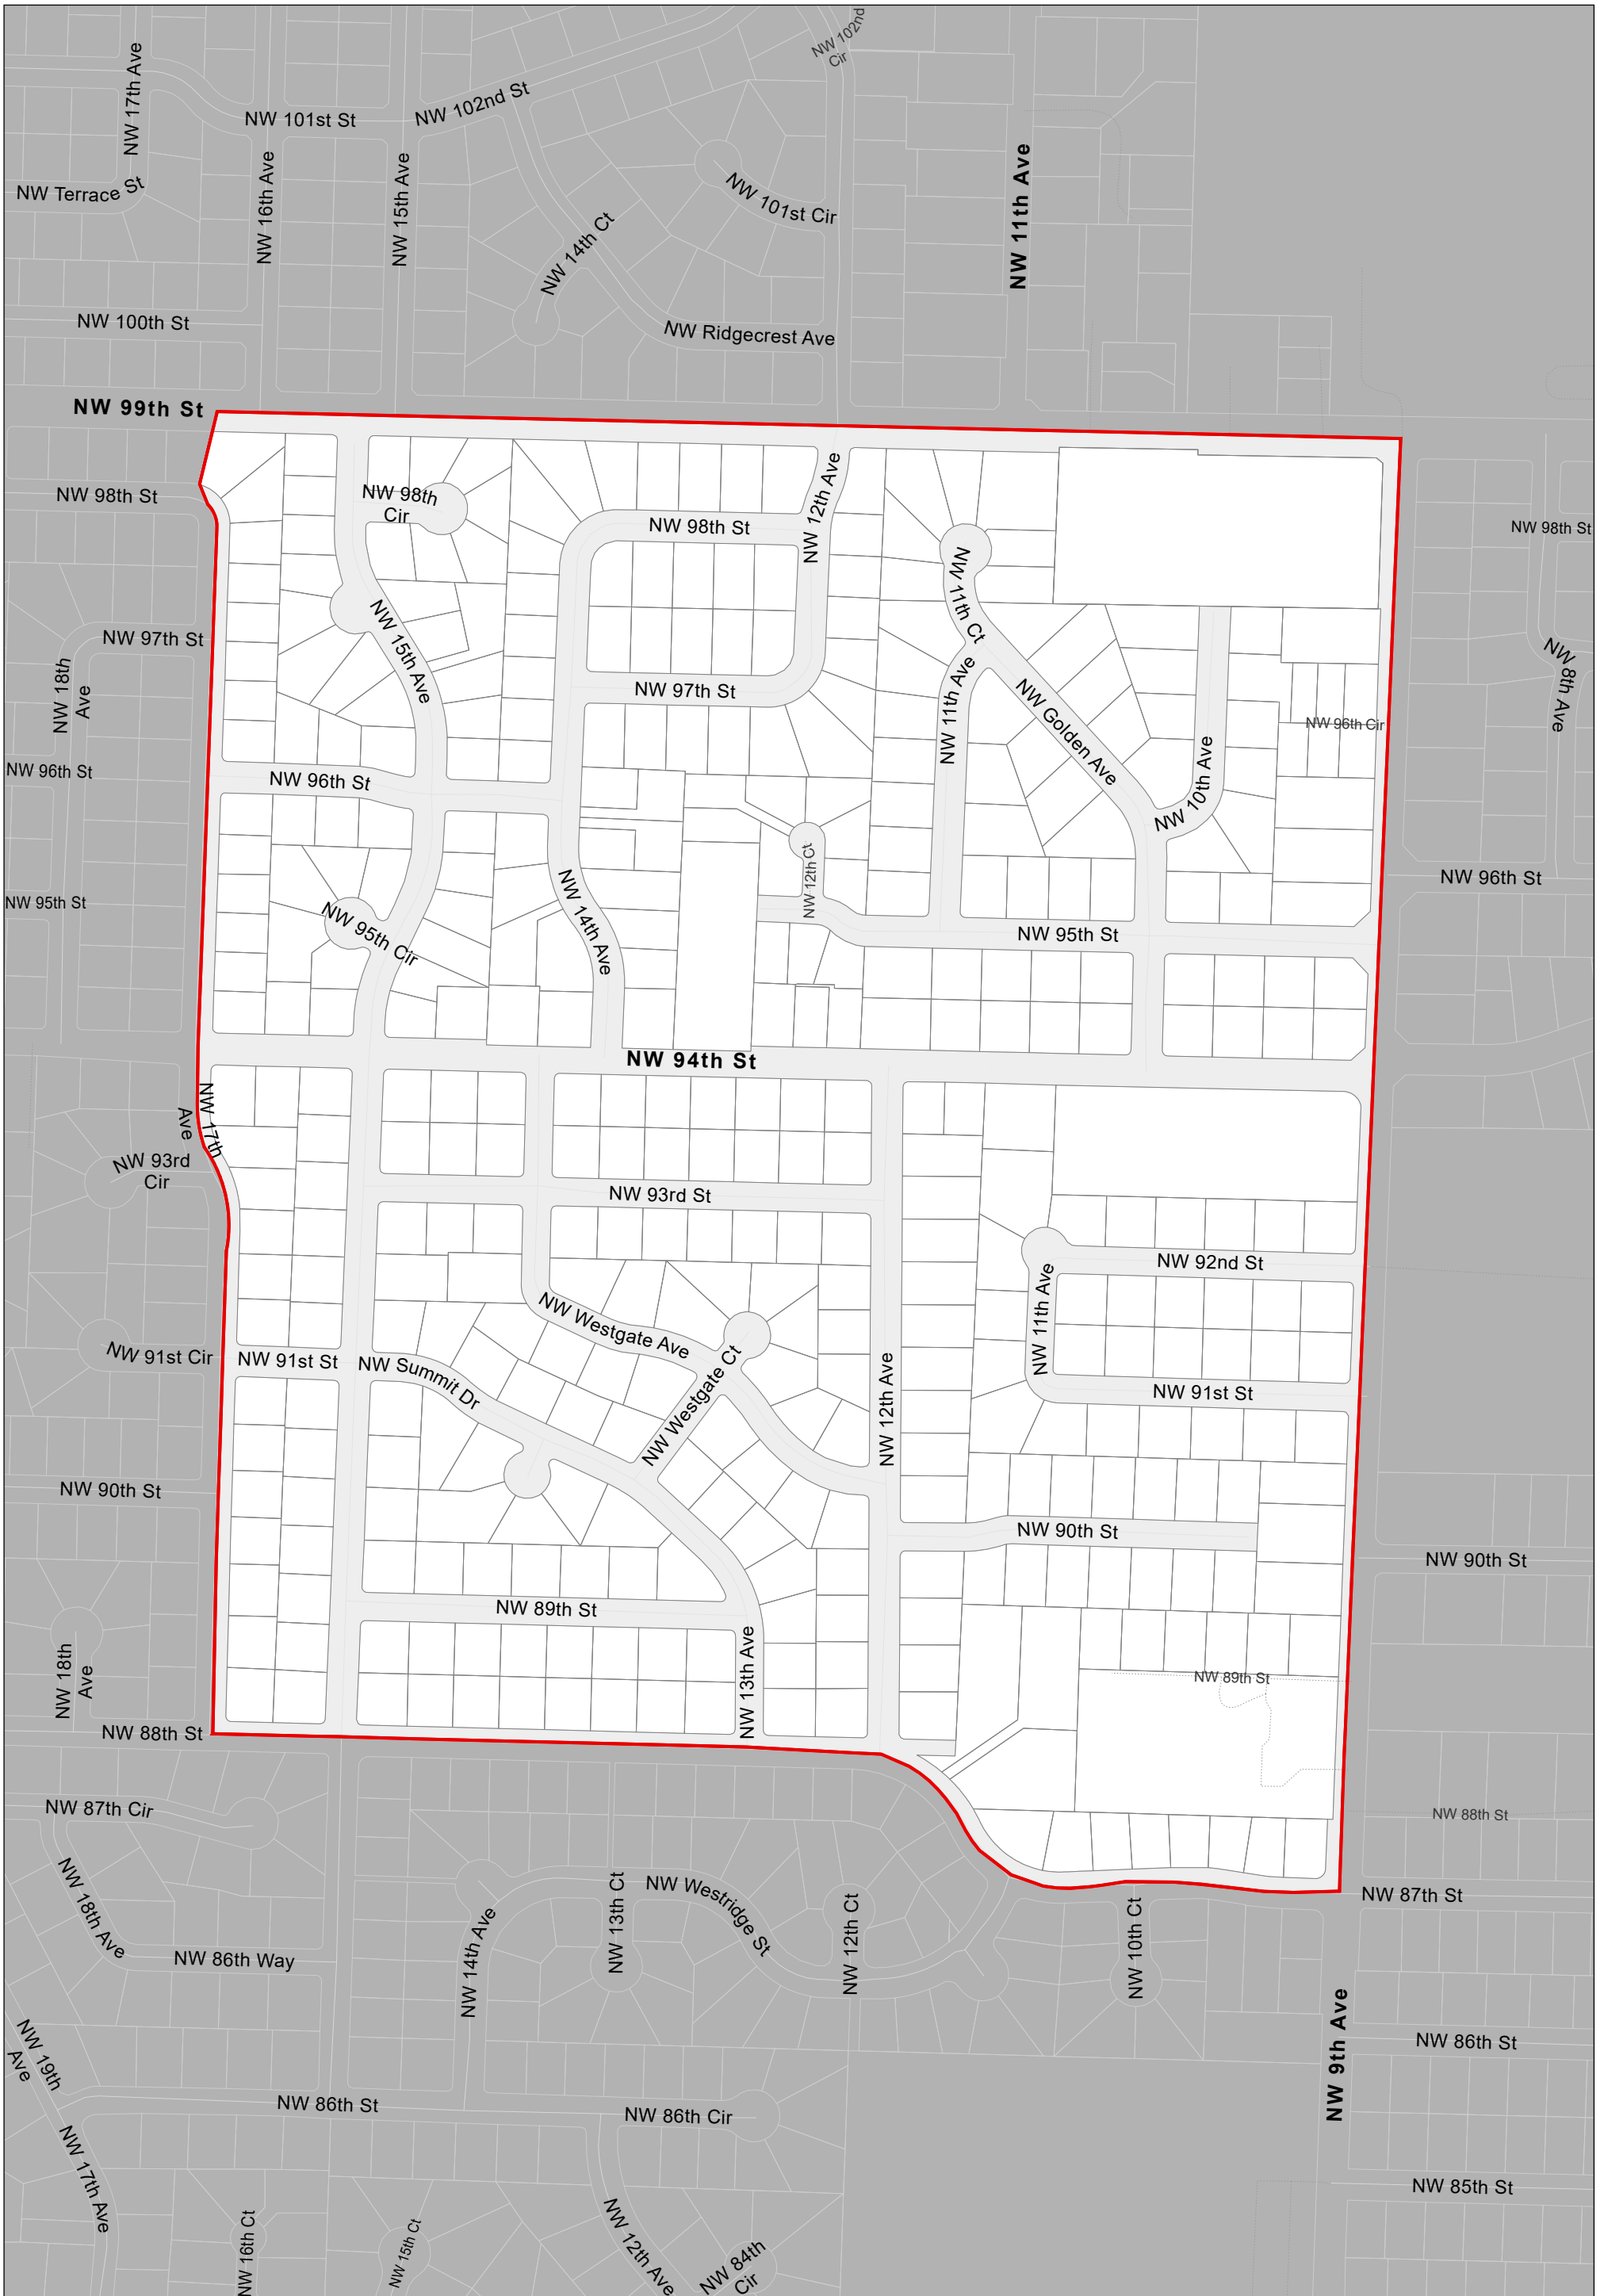 NW 102nd
Cir
NW 17th Ave
NW 101st St
NW 102nd St
NW 16th Ave
NW 15th Ave
NW 11th Ave
NW Terrace St
NW 101st Cir
NW 14th Ct
NW 100th St
NW Ridgecrest Ave
NW 99th St
NW 98th St
NW 98th
Cir
NW 98th St
NW 12th Ave
NW 98th St
NW 11th Ct
NW 97th St
NW 15th Ave
NW 97th St
NW 11th Ave
NW Golden Ave
NW 18th
Ave
NW 8th Ave
NW 96th Cir
NW 10th Ave
NW 96th St
NW 96th St
NW 96th St
NW 12th Ct
NW 95th St
NW 95th Cir
NW 14th Ave
NW 95th St
NW 94th St
NW 17th
Ave
NW 93rd
Cir
NW 93rd St
NW 92nd St
NW 11th Ave
NW Westgate Ave
NW 91st Cir
NW 91st St
NW Summit Dr
NW Westgate Ct
NW 12th Ave
NW 91st St
NW 90th St
NW 90th St
NW 90th St
NW 89th St
NW 18th
Ave
NW 13th Ave
NW 89th St
NW 88th St
NW 87th Cir
NW 88th St
NW 18th Ave
NW 86th Way
NW 14th Ave
NW 13th Ct
NW Westridge St
NW 12th Ct
NW 10th Ct
NW 87th St
NW 9th Ave
NW 86th St
NW 19th
Ave
NW 86th St
NW 86th Cir
NW 17th Ave
NW 85th St
NW 16th Ct
NW 15th Ct
NW 12th Ave
NW 84th
Cir